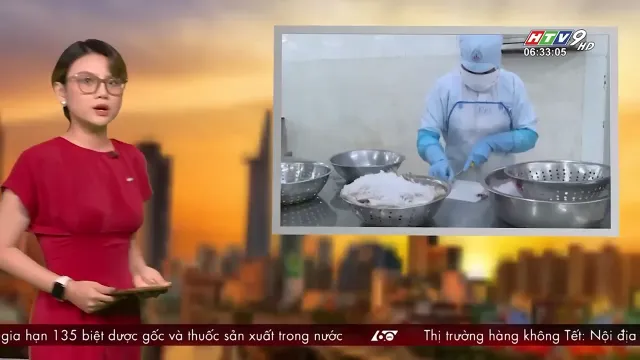 HTV9 HD
06:33:05
gia hạn 135 biệt dược gốc và thuốc sản xuất trong nước 60 Thị trường hàng không Tết: Nội địa